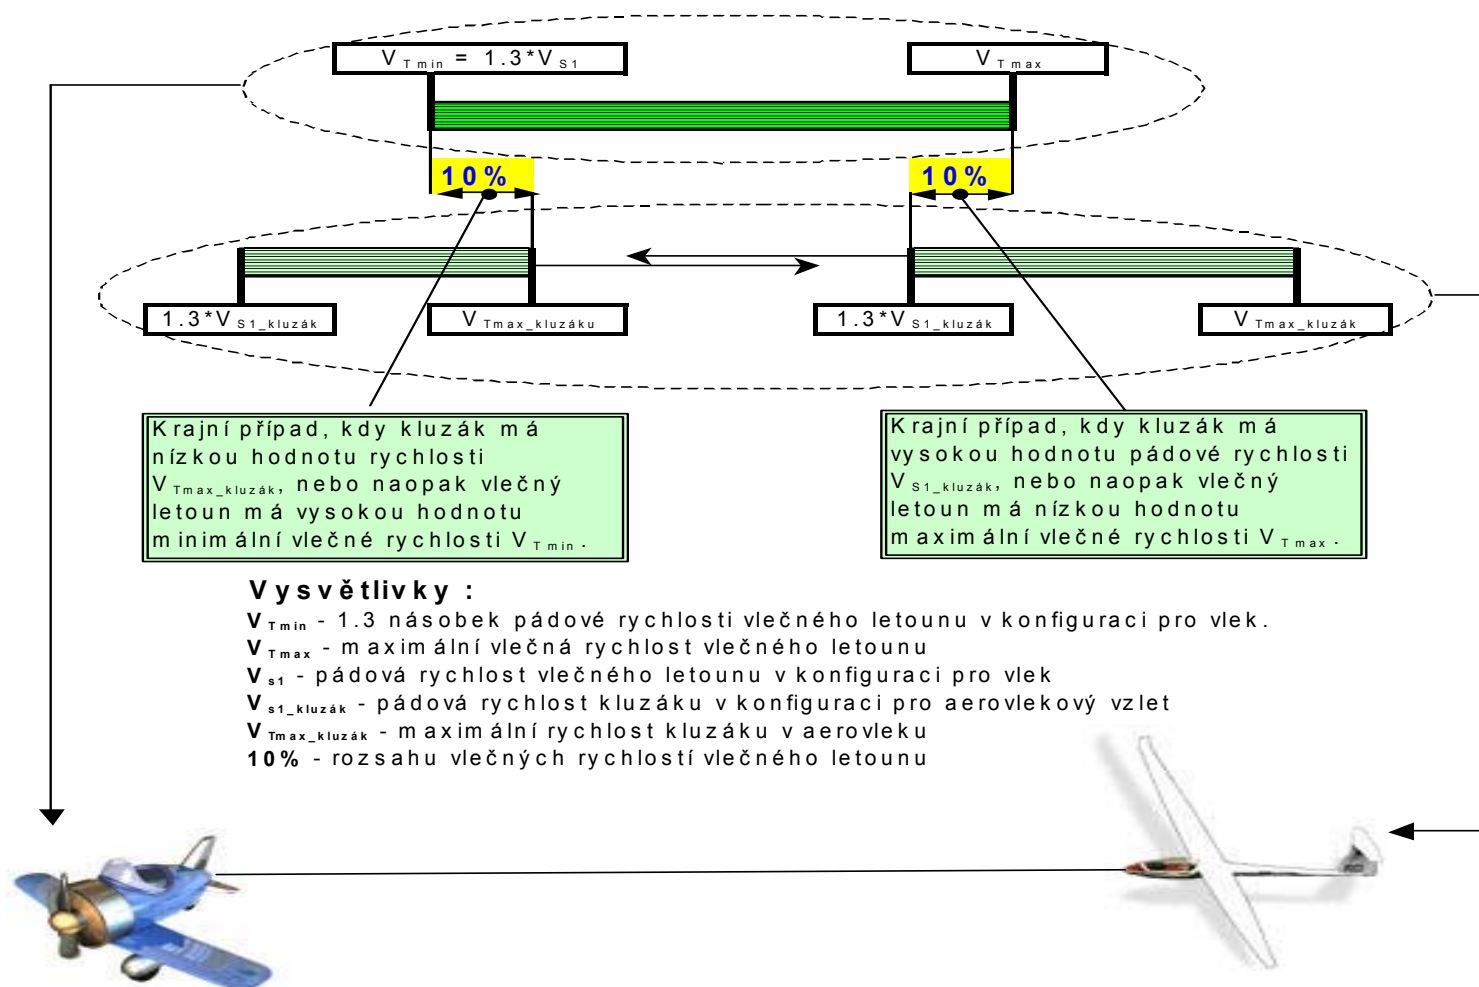 V T min = 1.3*V S1
V T max
10%
10%
1.3*V S1_kluzák
V Tmax_kluzáku
1.3*V S1_kluzák
V Tmax_kluzák
Krajní případ, kdy kluzák má
nízkou hodnotu rychlosti
V Tmax_kluzák, nebo naopak vlečný
letoun má vysokou hodnotu
minimální vlečné rychlosti V T min.
Krajní případ, kdy kluzák má
vysokou hodnotu pádové rychlosti
V S1_kluzák, nebo naopak vlečný
letoun má nízkou hodnotu
maximální vlečné rychlosti V T max.
Vysvětlivky :
V Tmin - 1.3 násobek pádové rychlosti vlečného letounu v konfiguraci pro vlek.
V Tmax - maximální vlečná rychlost vlečného letounu
V s1 - pádová rychlost vlečného letounu v konfiguraci pro vlek
V s1_kluzák - pádová rychlost kluzáku v konfiguraci pro aerovlekový vzlet
V Tmax_kluzák - maximální rychlost kluzáku v aerovleku
10% - rozsahu vlečných rychlostí vlečného letounu